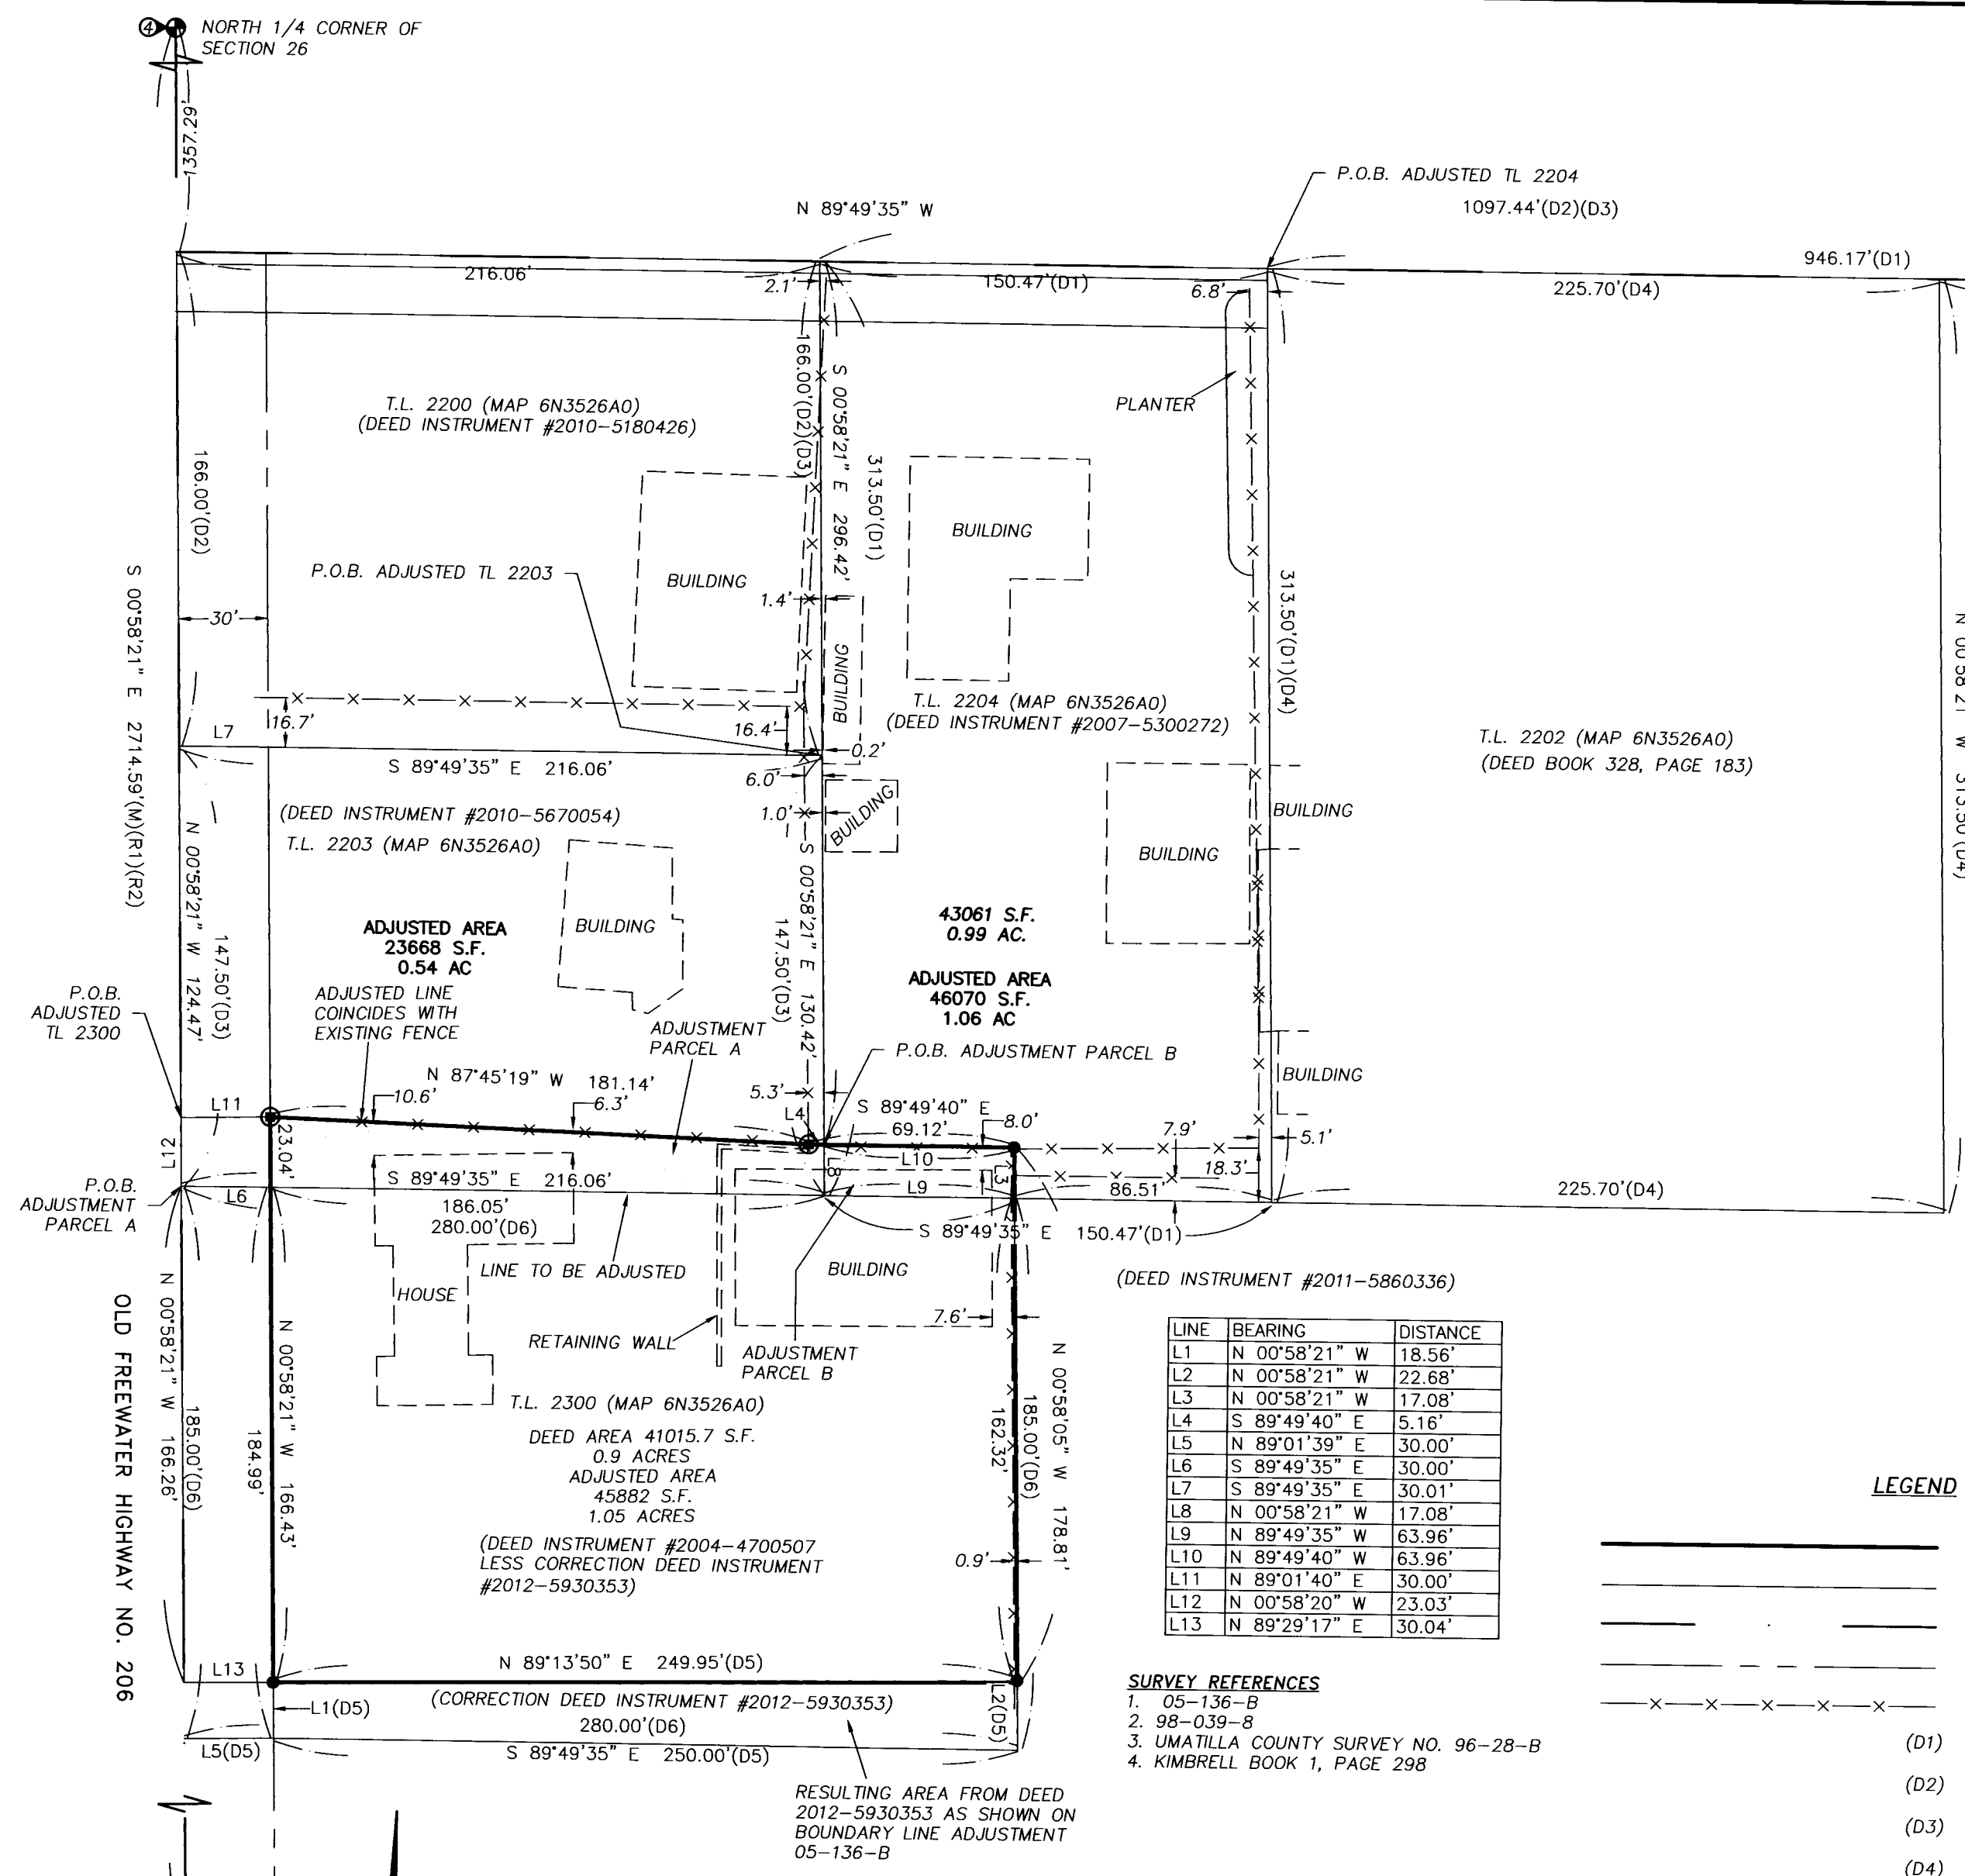 4
NORTH 1/4 CORNER OF
SECTION 26
1357.29'
P.O.B. ADJUSTED TL 2204
N 89°49'35" W
1097.44'(D2)(D3)
946.17'(D1)
216.06'
2.1'
150.47'(D1)
6.8'
225.70'(D4)
166.00'(D2)(D3)
S 00°58'21" E 296.42'
313.50'(D1)
T.L. 2200 (MAP 6N3526A0)
(DEED INSTRUMENT #2010-5180426)
PLANTER
166.00'(D2)
BUILDING
BUILDING
P.O.B. ADJUSTED TL 2203
1.4'
BUILDING
313.50'(D1)(D4)
S 00°58'21" E 2714.59'(M)(R1)(R2)
30'
N 00°58'21" W 313.50'(D4)
T.L. 2204 (MAP 6N3526A0)
(DEED INSTRUMENT #2007-5300272)
16.7'
L7
16.4'
0.2'
S 89°49'35" E 216.06'
6.0'
T.L. 2202 (MAP 6N3526A0)
(DEED BOOK 328, PAGE 183)
(DEED INSTRUMENT #2010-5670054)
T.L. 2203 (MAP 6N3526A0)
1.0'
BUILDING
BUILDING
BUILDING
N 00°58'21" W 124.47'
147.50'(D3)
S 00°58'21" E 130.42'
147.50'(D3)
BUILDING
ADJUSTED AREA
23668 S.F.
0.54 AC
43061 S.F.
0.99 AC.
ADJUSTED AREA
46070 S.F.
1.06 AC
P.O.B.
ADJUSTED
TL 2300
ADJUSTED LINE
COINCIDES WITH
EXISTING FENCE
ADJUSTMENT
PARCEL A
P.O.B. ADJUSTMENT PARCEL B
N 87°45'19" W 181.14'
10.6'
6.3'
5.3'
S 89°49'40" E
69.12'
8.0'
BUILDING
L11
L4
7.9'
5.1'
L12
23.04'
L10
L8
L3
18.3'
P.O.B.
ADJUSTMENT
PARCEL A
L6
S 89°49'35" E 216.06'
186.05'
280.00'(D6)
L9
86.51'
225.70'(D4)
S 89°49'35" E 150.47'(D1)
LINE TO BE ADJUSTED
BUILDING
(DEED INSTRUMENT #2011-5860336)
HOUSE
7.6'
RETAINING WALL
ADJUSTMENT
PARCEL B
OLD FREEWATER HIGHWAY NO. 206
N 00°58'21" W 166.26'
185.00'(D6)
184.99'
N 00°58'21" W 166.43'
T.L. 2300 (MAP 6N3526A0)
DEED AREA 41015.7 S.F.
0.9 ACRES
ADJUSTED AREA
45882 S.F.
1.05 ACRES
(DEED INSTRUMENT #2004-4700507
LESS CORRECTION DEED INSTRUMENT
#2012-5930353)
162.32'
185.00'(D6)
N 00°58'05" W 178.81'
0.9'
LINE BEARING DISTANCE
L1 N 00°58'21" W 18.56'
L2 N 00°58'21" W 22.68'
L3 N 00°58'21" W 17.08'
L4 S 89°49'40" E 5.16'
L5 N 89°01'39" E 30.00'
L6 S 89°49'35" E 30.00'
L7 S 89°49'35" E 30.01'
L8 N 00°58'21" W 17.08'
L9 N 89°49'35" W 63.96'
L10 N 89°49'40" W 63.96'
L11 N 89°01'40" E 30.00'
L12 N 00°58'20" W 23.03'
L13 N 89°29'17" E 30.04'
LEGEND
L13
N 89°13'50" E 249.95'(D5)
(CORRECTION DEED INSTRUMENT #2012-5930353)
L1(D5)
280.00'(D6)
L2(D5)
L5(D5)
S 89°49'35" E 250.00'(D5)
RESULTING AREA FROM DEED
2012-5930353 AS SHOWN ON
BOUNDARY LINE ADJUSTMENT
05-136-B
SURVEY REFERENCES
1. 05-136-B
2. 98-039-8
3. UMATILLA COUNTY SURVEY NO. 96-28-B
4. KIMBRELL BOOK 1, PAGE 298
(D1)
(D2)
(D3)
(D4)